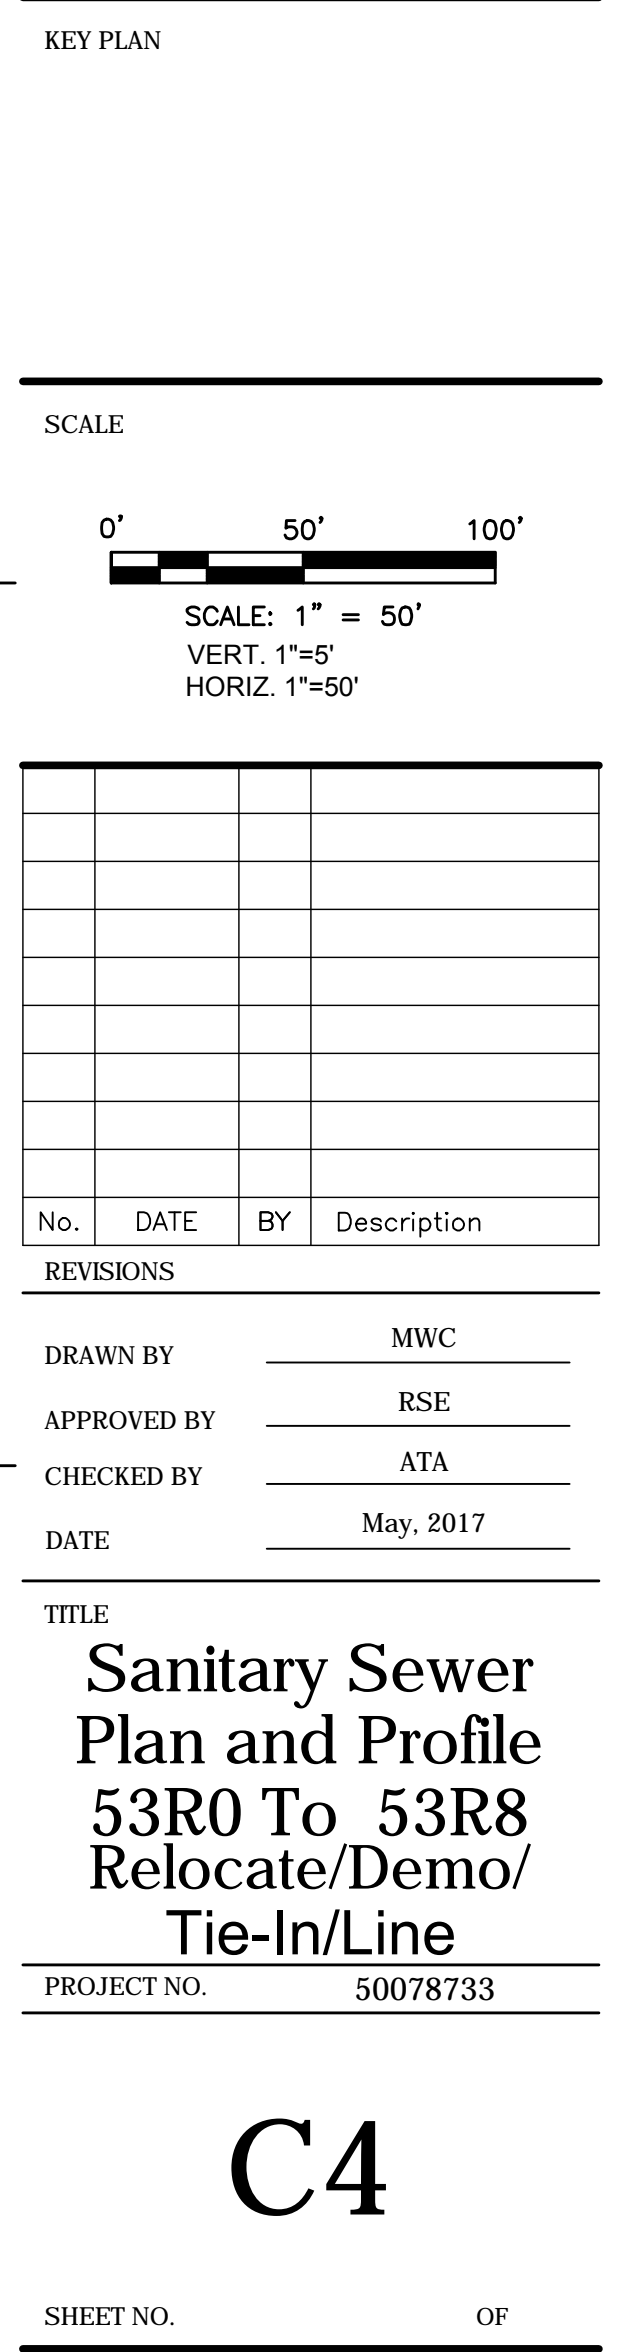 KEY PLAN
SCALE
0' 50' 100'
SCALE: 1" = 50'
VERT. 1"=5'
HORIZ. 1"=50'
No. DATE BY Description
REVISIONS
DRAWN BY MWC
APPROVED BY RSE
CHECKED BY ATA
DATE May, 2017
TITLE
Sanitary Sewer
Plan and Profile
53R0 To 53R8
Relocate/Demo/
Tie-In/Line
PROJECT NO. 50078733
C4
SHEET NO. OF